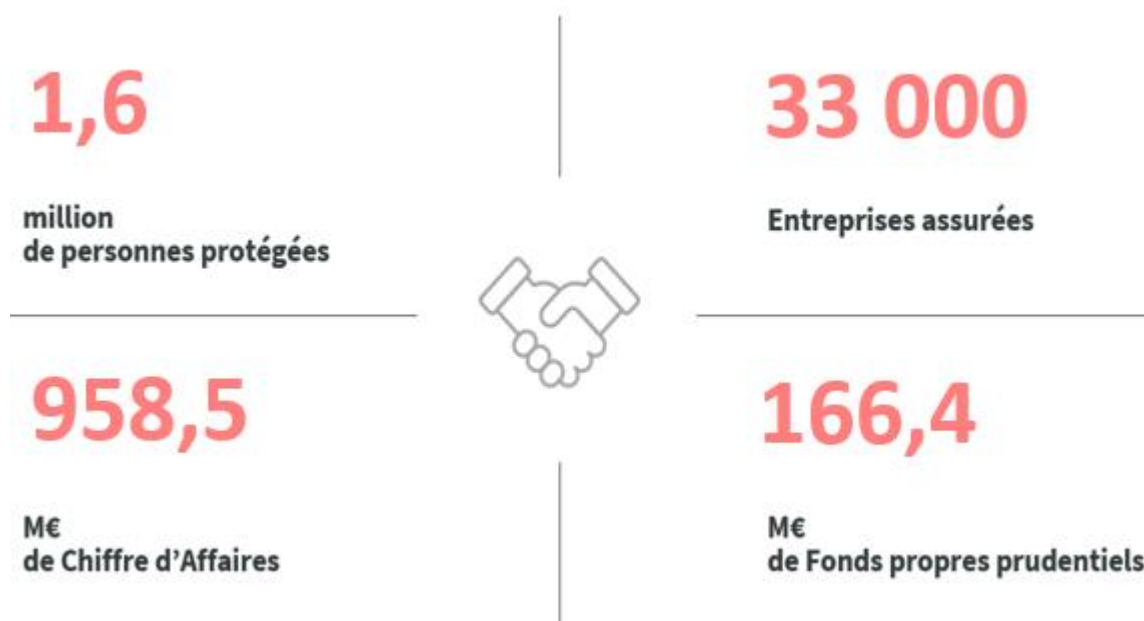 1,6
million
de personnes protégées
33 000
Entreprises assurées
958,5
M€
de Chiffre d’Affaires
166,4
M€
de Fonds propres prudentiels